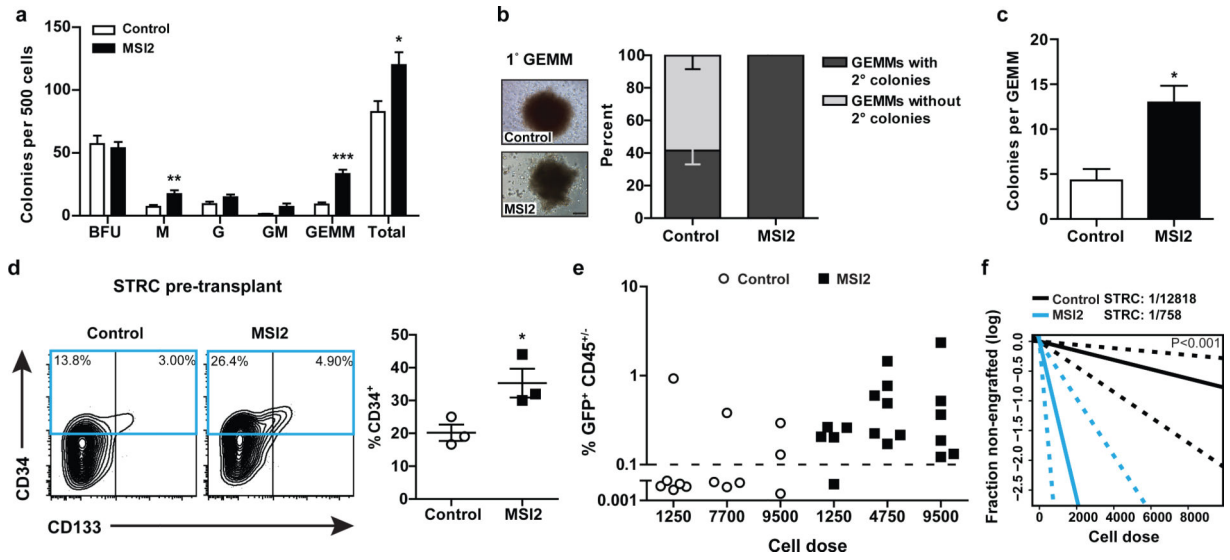 a
Control
MSI2
Colonies per 500 cells
150
100
50
0
*
**
***
BFU
M
G
GM
GEMM
Total
b
1° GEMM
Control
MSI2
Percent
100
80
60
40
20
0
Control
MSI2
GEMMs with
2° colonies
GEMMs without
2° colonies
c
Colonies per GEMM
20
15
10
5
0
*
Control
MSI2
d
STRC pre-transplant
Control
MSI2
13.8%
3.00%
26.4%
4.90%
CD34
CD133
% CD34+
50
40
30
20
10
0
*
Control
MSI2
e
Control
MSI2
% GFP+ CD45+/-
10
1
0.1
0.001
1250
7700
9500
1250
4750
9500
Cell dose
f
Control STRC: 1/12818
MSI2 STRC: 1/758
P<0.001
Fraction non-engrafted (log)
0.0
−0.5
−1.0
−1.5
−2.0
−2.5
0
2000
4000
6000
8000
Cell dose